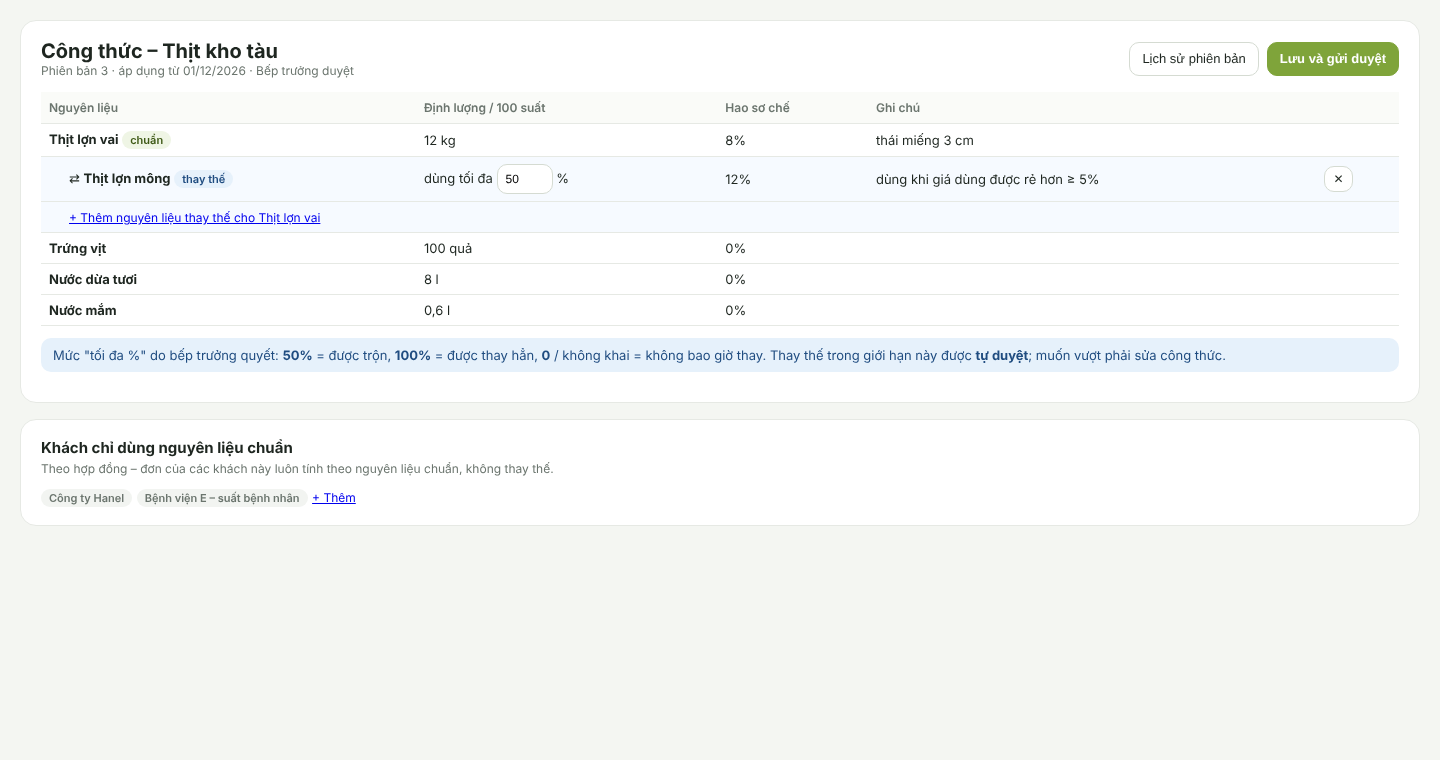 Công thức – Thịt kho tàu
Phiên bản 3 · áp dụng từ 01/12/2026 · Bếp trưởng duyệt
Lịch sử phiên bản
Lưu và gửi duyệt
Nguyên liệu Định lượng / 100 suất Hao sơ chế Ghi chú
Thịt lợn vai chuẩn 12 kg 8% thái miếng 3 cm
⇄ Thịt lợn mông thay thế dùng tối đa 50 % 12% dùng khi giá dùng được rẻ hơn ≥ 5% ✕
+ Thêm nguyên liệu thay thế cho Thịt lợn vai
Trứng vịt 100 quả 0%
Nước dừa tươi 8 l 0%
Nước mắm 0,6 l 0%
Mức "tối đa %" do bếp trưởng quyết: 50% = được trộn, 100% = được thay hẳn, 0 / không khai = không bao giờ thay. Thay thế trong giới hạn này được tự duyệt; muốn vượt phải sửa công thức.
Khách chỉ dùng nguyên liệu chuẩn
Theo hợp đồng – đơn của các khách này luôn tính theo nguyên liệu chuẩn, không thay thế.
Công ty Hanel Bệnh viện E – suất bệnh nhân + Thêm